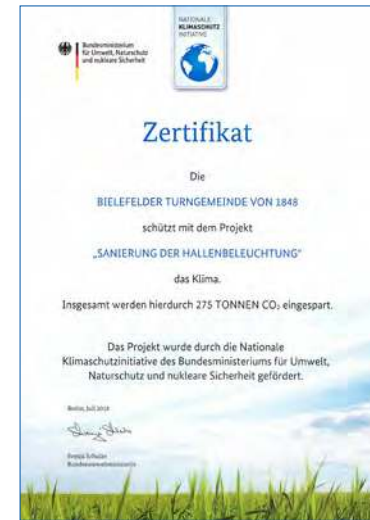 Bundesministerium
für Umwelt, Naturschutz
und nukleare Sicherheit
NATIONALE
KLIMASCHUTZ
INITIATIVE
Zertifikat
Die
BIELEFELDER TURNGEMEINDE VON 1848
schützt mit dem Projekt
„SANIERUNG DER HALLENBELEUCHTUNG“
das Klima.
Insgesamt werden hierdurch 275 TONNEN CO₂ eingespart.
Das Projekt wurde durch die Nationale
Klimaschutzinitiative des Bundesministeriums für Umwelt,
Naturschutz und nukleare Sicherheit gefördert.
Berlin, Juli 2018
Svenja Schulze
Bundesumweltministerin